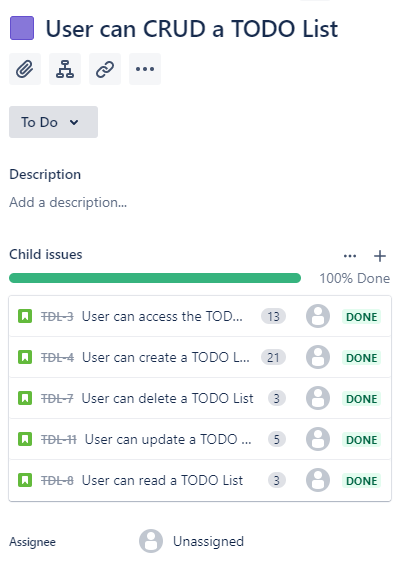 User can CRUD a TODO List
To Do
Description
Add a description...
Child issues
100% Done
TDL-3 User can access the TOD... 13 DONE
TDL-4 User can create a TODO L... 21 DONE
TDL-7 User can delete a TODO List 3 DONE
TDL-11 User can update a TODO ... 5 DONE
TDL-8 User can read a TODO List 3 DONE
Assignee Unassigned